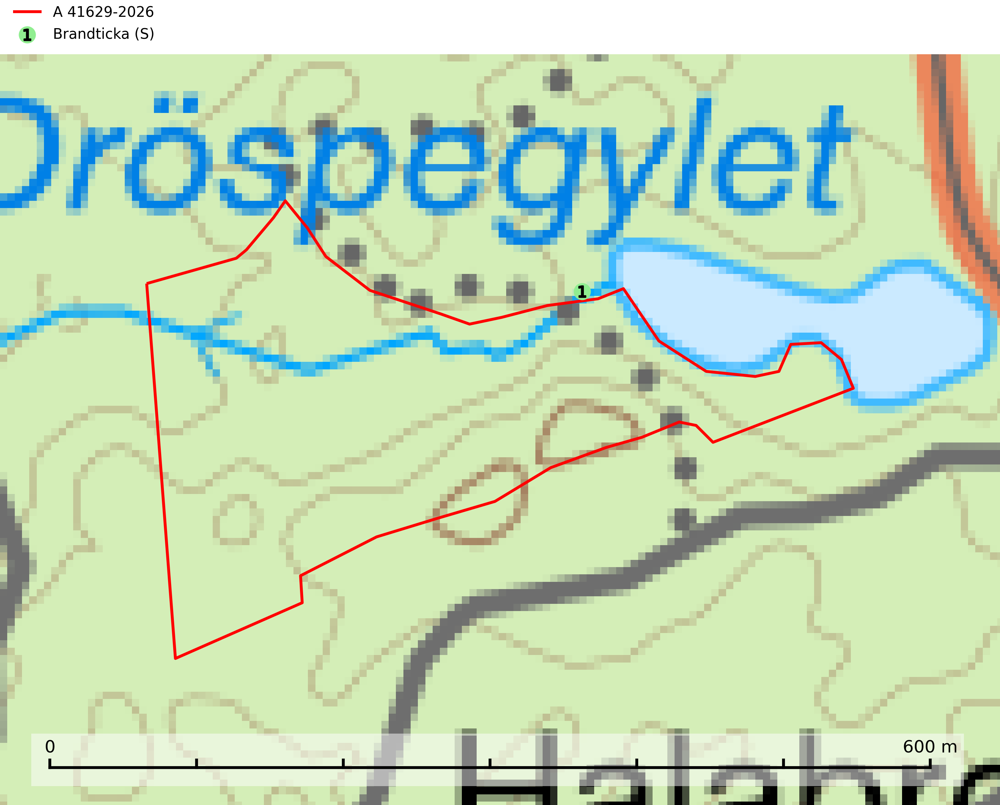 A 41629-2026
1 Brandticka (S)
Dröspegylet
1
0 600 m